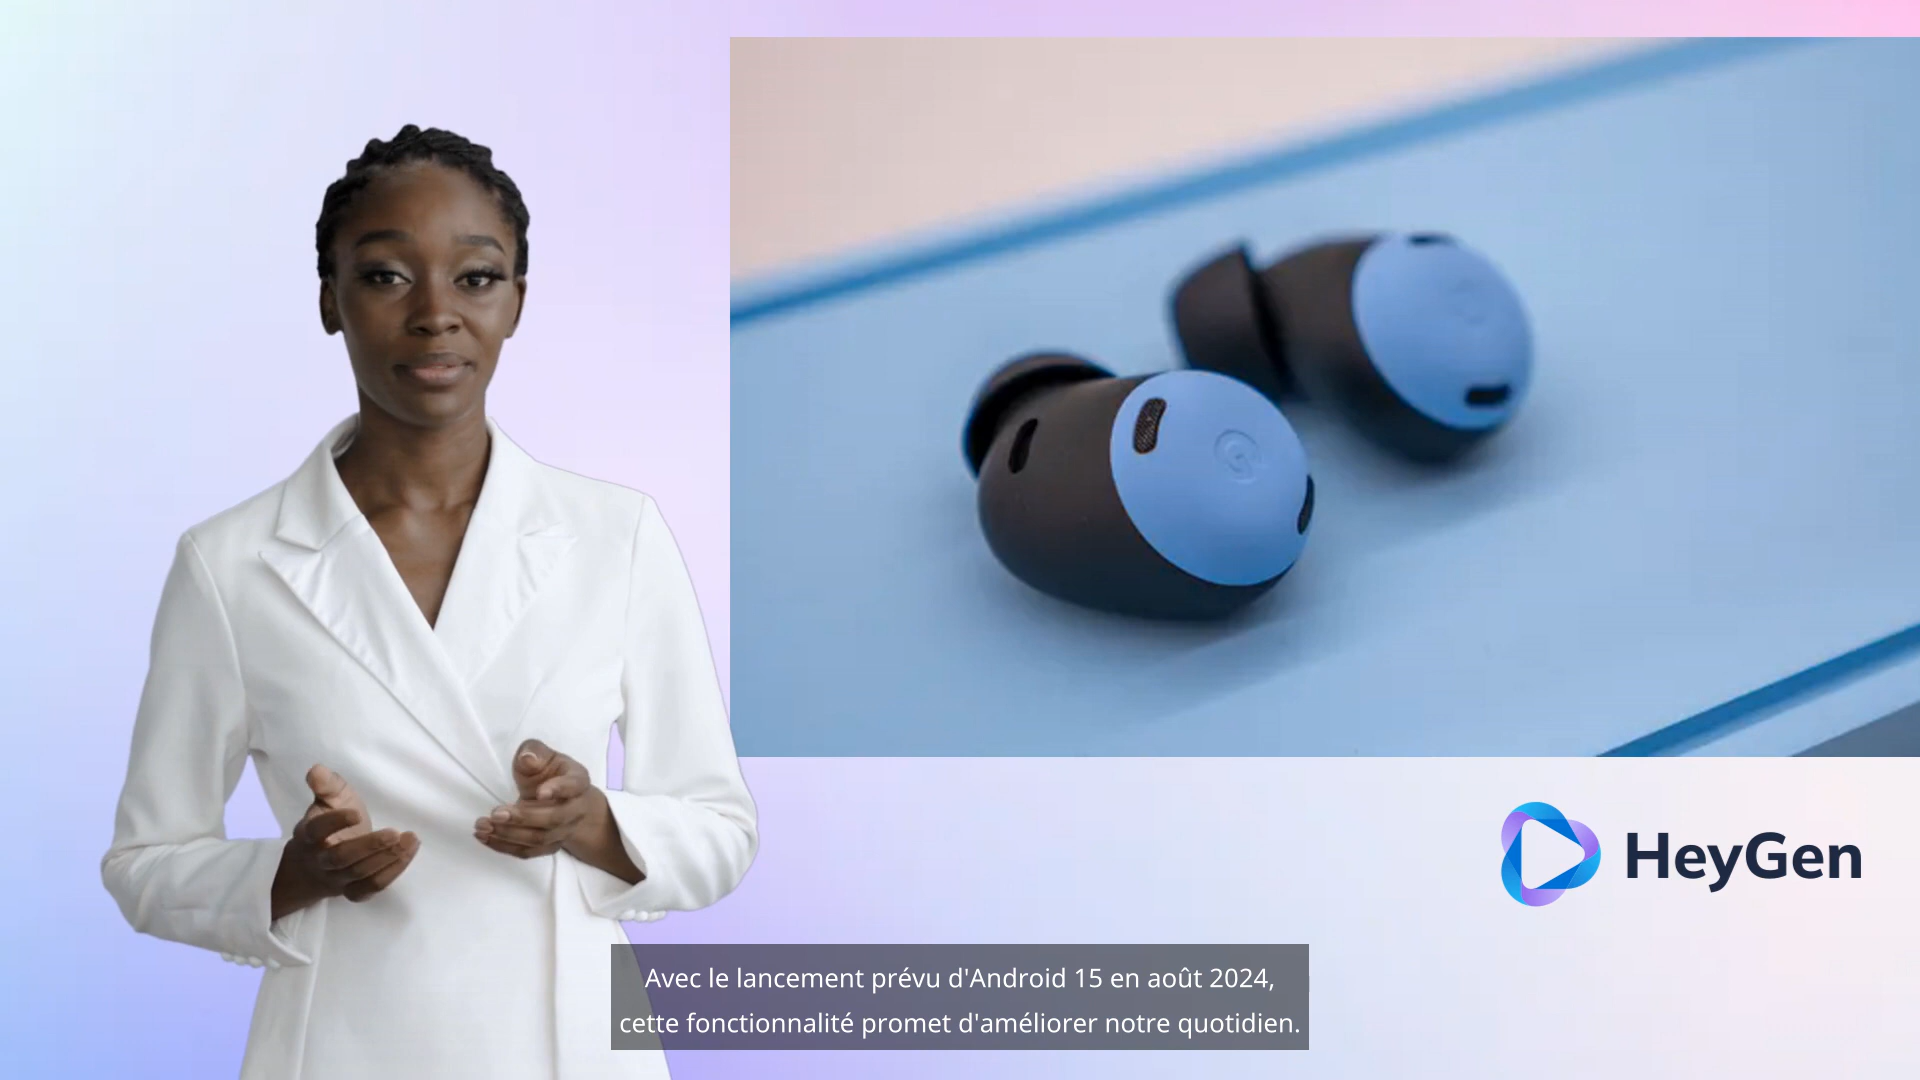 HeyGen
Avec le lancement prévu d'Android 15 en août 2024,
cette fonctionnalité promet d'améliorer notre quotidien.